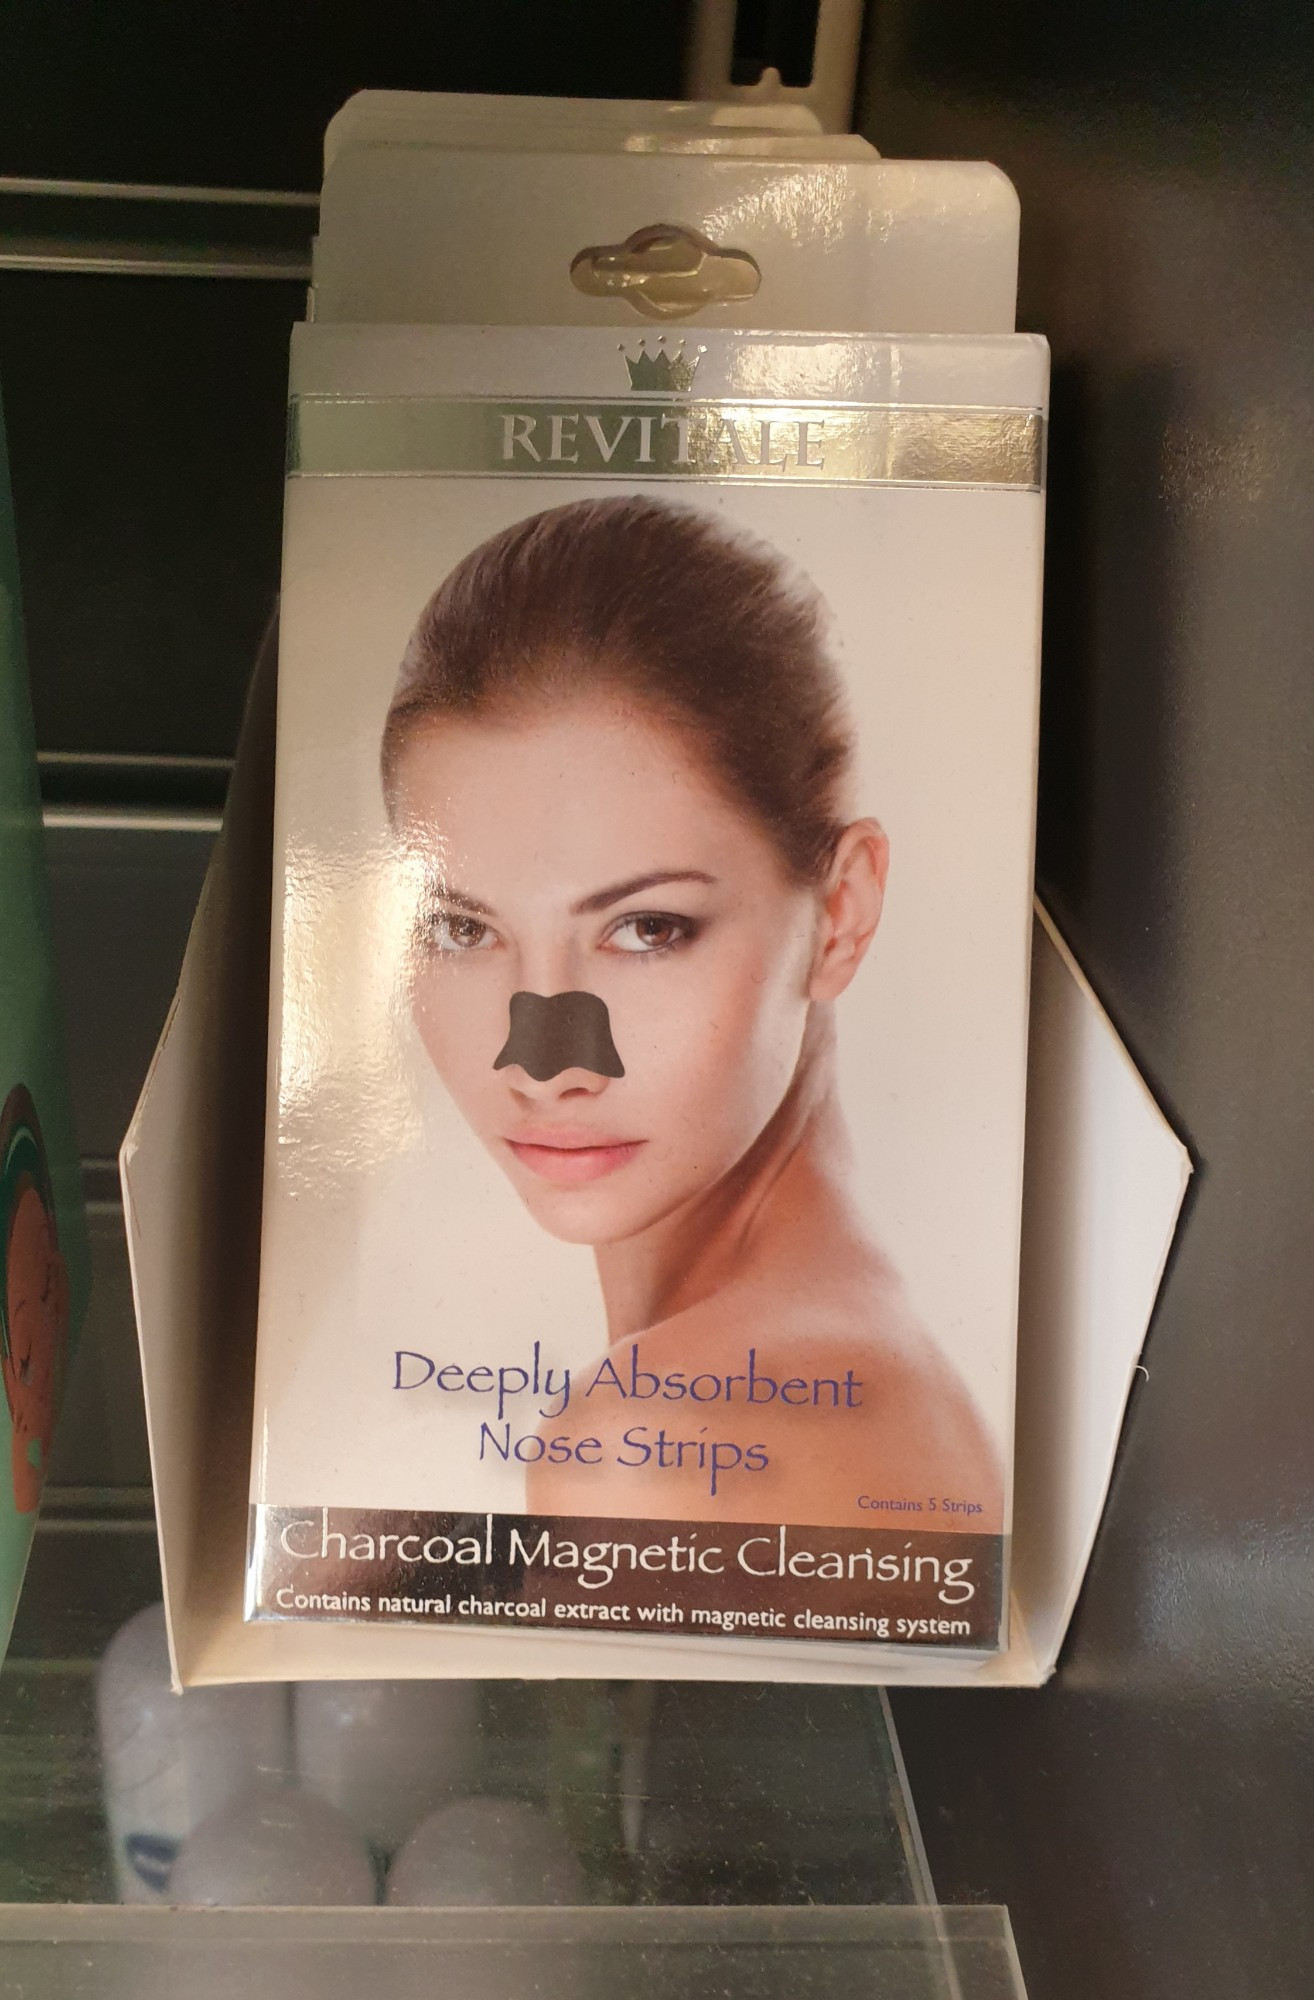 REVITALE
Deeply Absorbent
Nose Strips
Contains 5 Strips
Charcoal Magnetic Cleansing
Contains natural charcoal extract with magnetic cleansing system